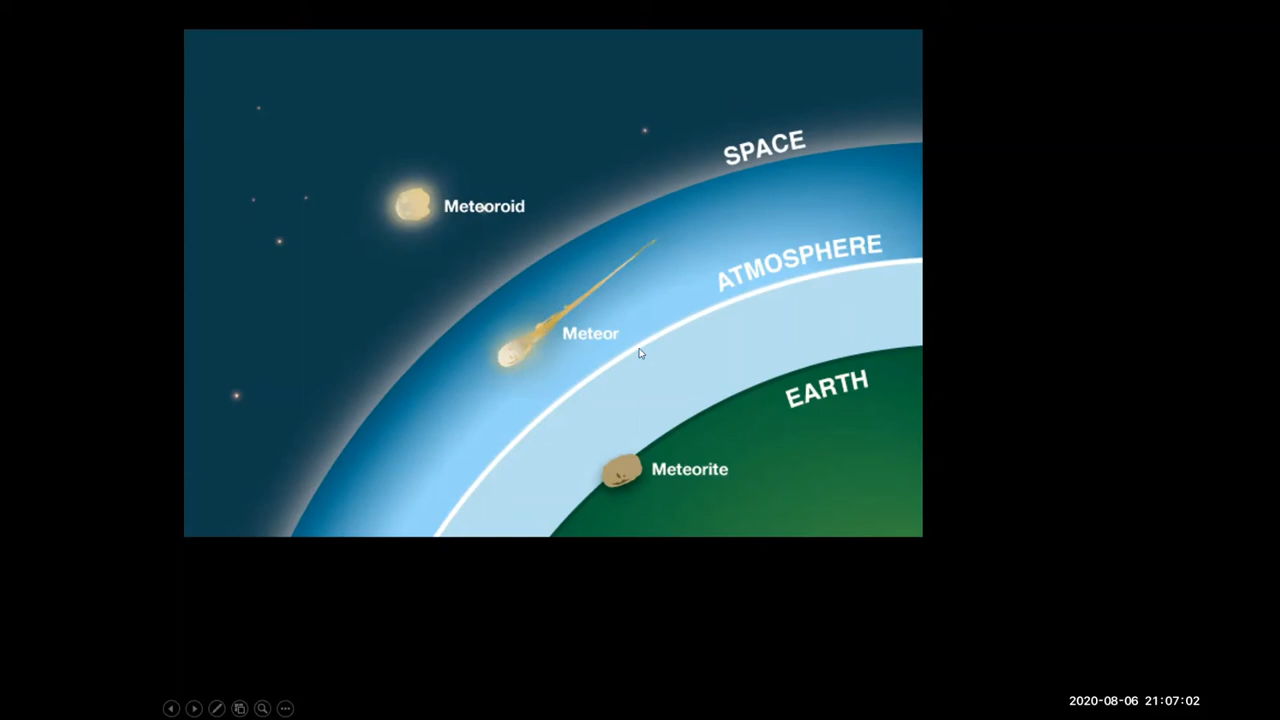 SPACE
Meteoroid
ATMOSPHERE
Meteor
EARTH
Meteorite
2020-08-06 21:07:02